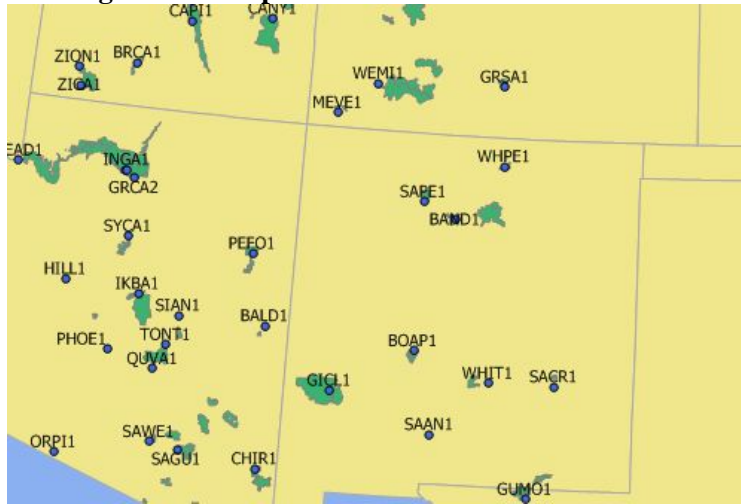 CAPI1
CANY1
ZION1
BRCA1
ZICA1
WEMI1
GRSA1
MEVE1
EAD1
INGA1
GRCA2
WHPE1
SAPE1
BAND1
SYCA1
PEFO1
HILL1
IKBA1
SIAN1
BALD1
PHOE1
TONT1
QUVA1
BOAP1
GICL1
WHIT1
SACR1
SAWE1
SAAN1
ORPI1
SAGU1
CHIR1
GUMO1